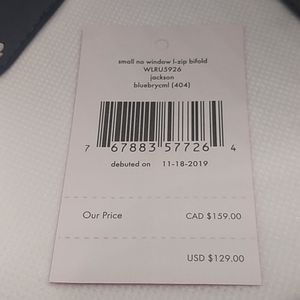 small no window l-zip bifold
WLRU5926
jackson
bluebrycml (404)
7 67883 57726 4
debuted on 11-18-2019
Our Price CAD $159.00
USD $129.00